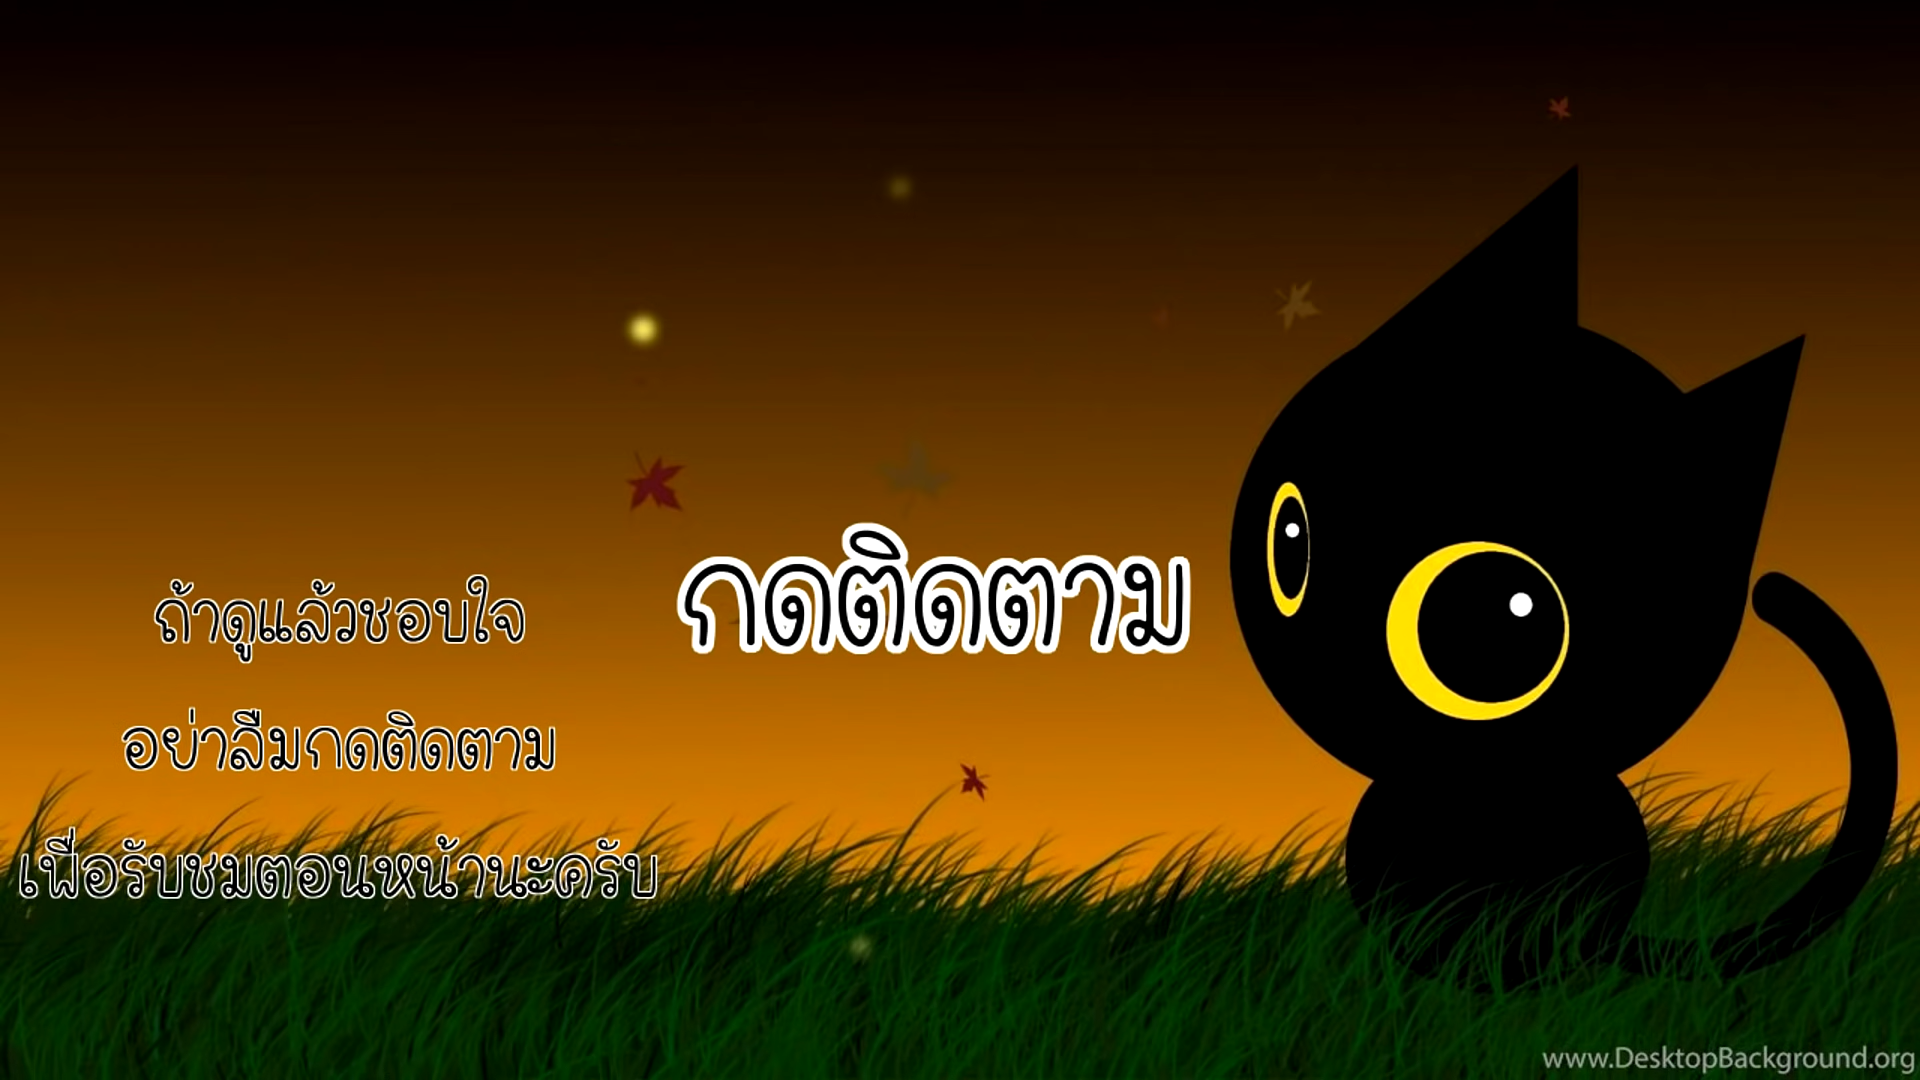 ถ้าดูแล้วชอบใจ
อย่าลืมกดติดตาม
เพื่อรับชมตอนหน้านะครับ
กดติดตาม
www.DesktopBackground.org